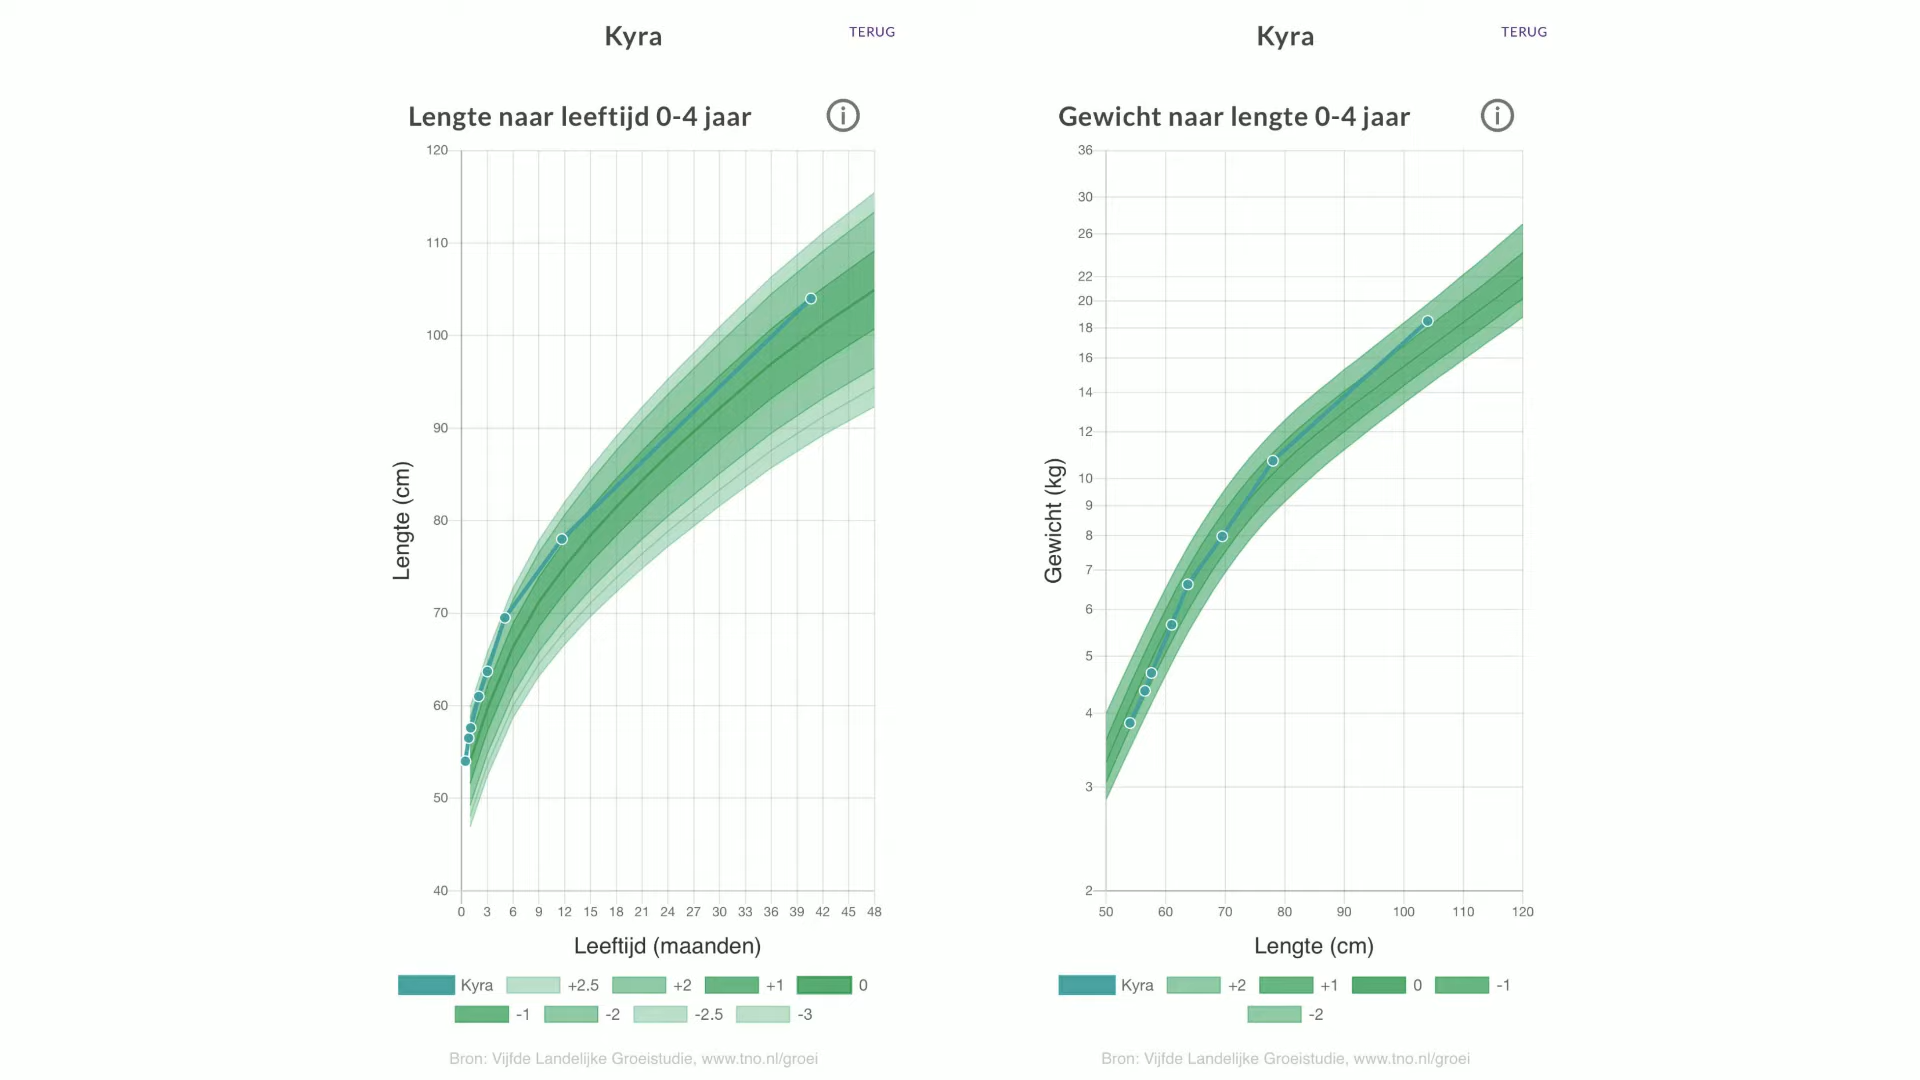 Kyra
TERUG
Lengte naar leeftijd 0-4 jaar
120
110
100
90
80
70
60
50
40
Lengte (cm)
0 3 6 9 12 15 18 21 24 27 30 33 36 39 42 45 48
Leeftijd (maanden)
Kyra +2.5 +2 +1 0
-1 -2 -2.5 -3
Bron: Vijfde Landelijke Groeistudie, www.tno.nl/groei
Kyra
TERUG
Gewicht naar lengte 0-4 jaar
36
30
26
22
20
18
16
14
12
10
9
8
7
6
5
4
3
2
Gewicht (kg)
50 60 70 80 90 100 110 120
Lengte (cm)
Kyra +2 +1 0 -1
-2
Bron: Vijfde Landelijke Groeistudie, www.tno.nl/groei